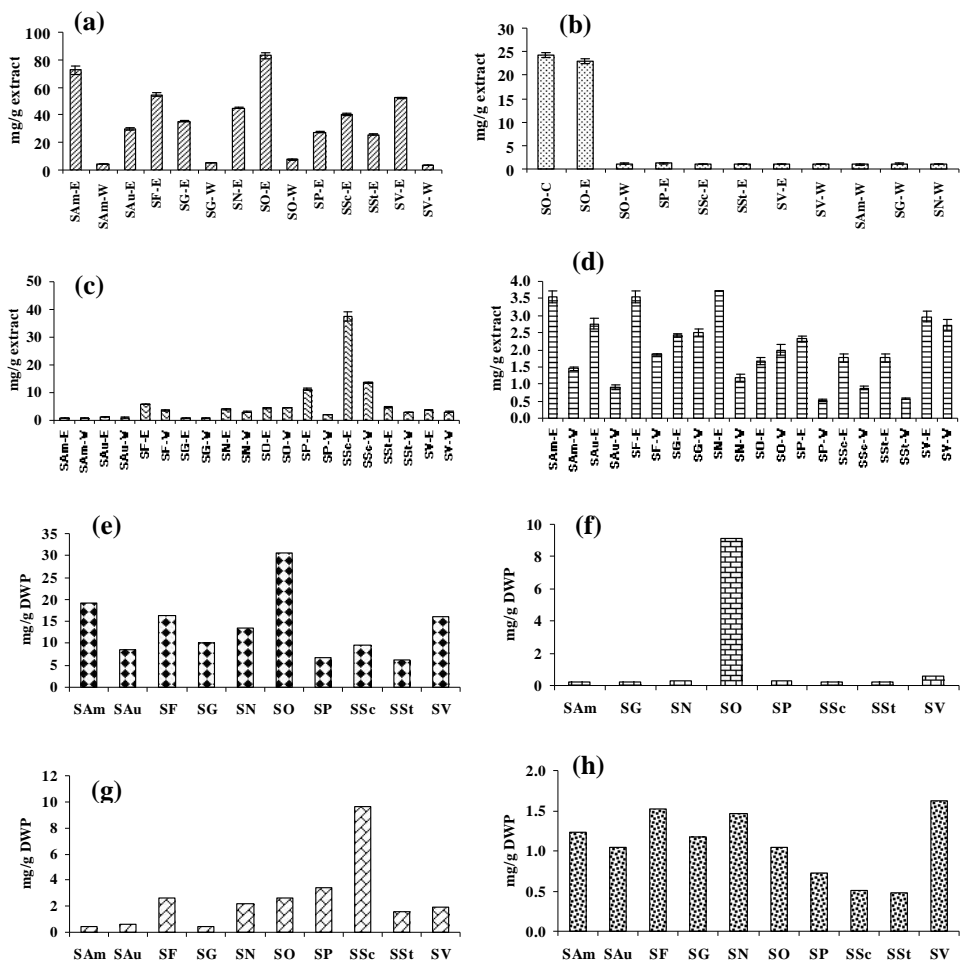 (a)
mg/g extract
100
80
60
40
20
0
SAm-E SAm-W SAu-E SF-E SG-E SG-W SN-E SO-E SO-W SP-E SSc-E SSt-E SV-E SV-W
(b)
mg/g extract
30
25
20
15
10
5
0
SO-C SO-E SO-W SP-E SSc-E SSt-E SV-E SV-W SAm-W SG-W SN-W
(c)
mg/g extract
50
40
30
20
10
0
SAm-E SAm-W SAu-E SAu-W SF-E SF-W SG-E SG-W SN-E SN-W SO-E SO-W SP-E SP-W SSc-E SSc-W SSt-E SSt-W SV-E SV-W
(d)
mg/g extract
4.0
3.5
3.0
2.5
2.0
1.5
1.0
0.5
0.0
SAm-E SAm-W SAu-E SAu-W SF-E SF-W SG-E SG-W SN-E SN-W SO-E SO-W SP-E SP-W SSc-E SSc-W SSt-E SSt-W SV-E SV-W
(e)
mg/g DWP
35
30
25
20
15
10
5
0
SAm SAu SF SG SN SO SP SSc SSt SV
(f)
mg/g DWP
10
8
6
4
2
0
SAm SG SN SO SP SSc SSt SV
(g)
mg/g DWP
12
10
8
6
4
2
0
SAm SAu SF SG SN SO SP SSc SSt SV
(h)
mg/g DWP
2.0
1.5
1.0
0.5
0.0
SAm SAu SF SG SN SO SP SSc SSt SV